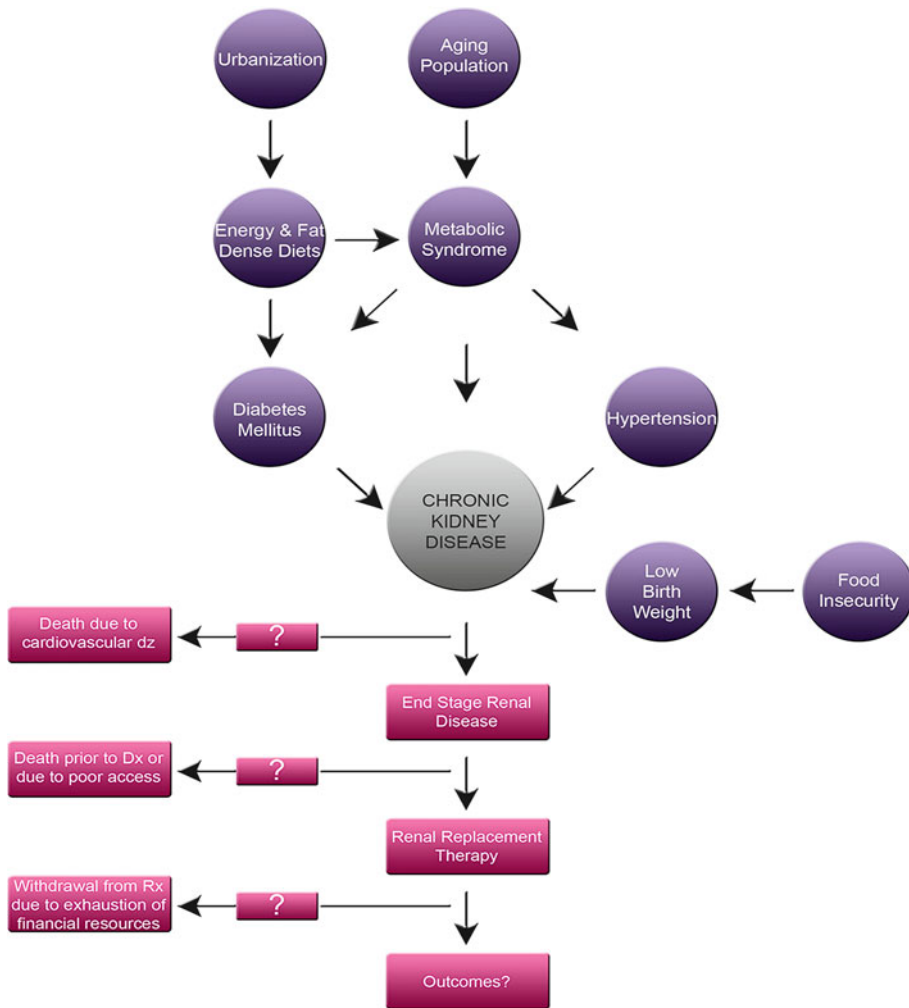 Urbanization
Aging
Population
Energy & Fat
Dense Diets
Metabolic
Syndrome
Diabetes
Mellitus
Hypertension
CHRONIC
KIDNEY
DISEASE
Low
Birth
Weight
Food
Insecurity
Death due to
cardiovascular dz
?
End Stage Renal
Disease
Death prior to Dx or
due to poor access
?
Renal Replacement
Therapy
Withdrawal from Rx
due to exhaustion of
financial resources
?
Outcomes?